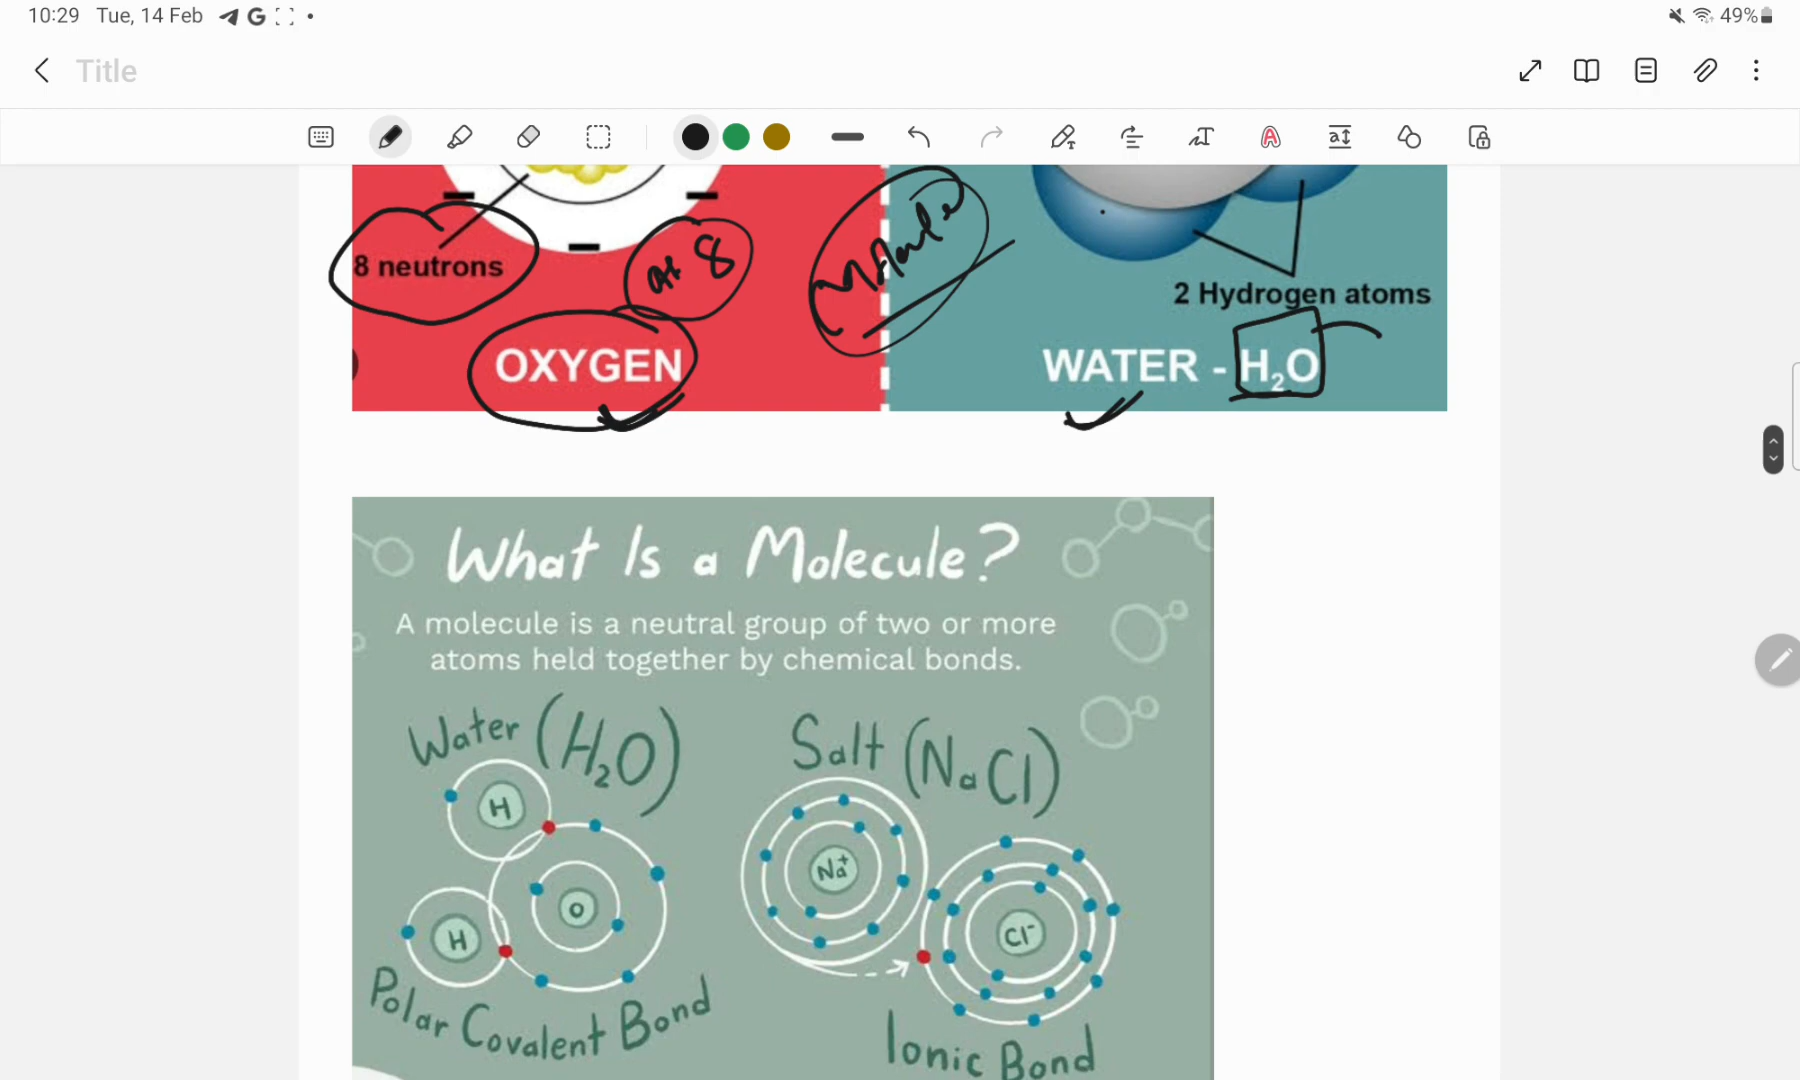 10:29 Tue, 14 Feb
49%
Title
8 neutrons
8
2 Hydrogen atoms
OXYGEN
WATER - H₂O
What Is a Molecule?
A molecule is a neutral group of two or more
atoms held together by chemical bonds.
Water (H₂O)
Salt (NaCl)
H
Na⁺
O
H
Cl⁻
Polar Covalent Bond
Ionic Bond